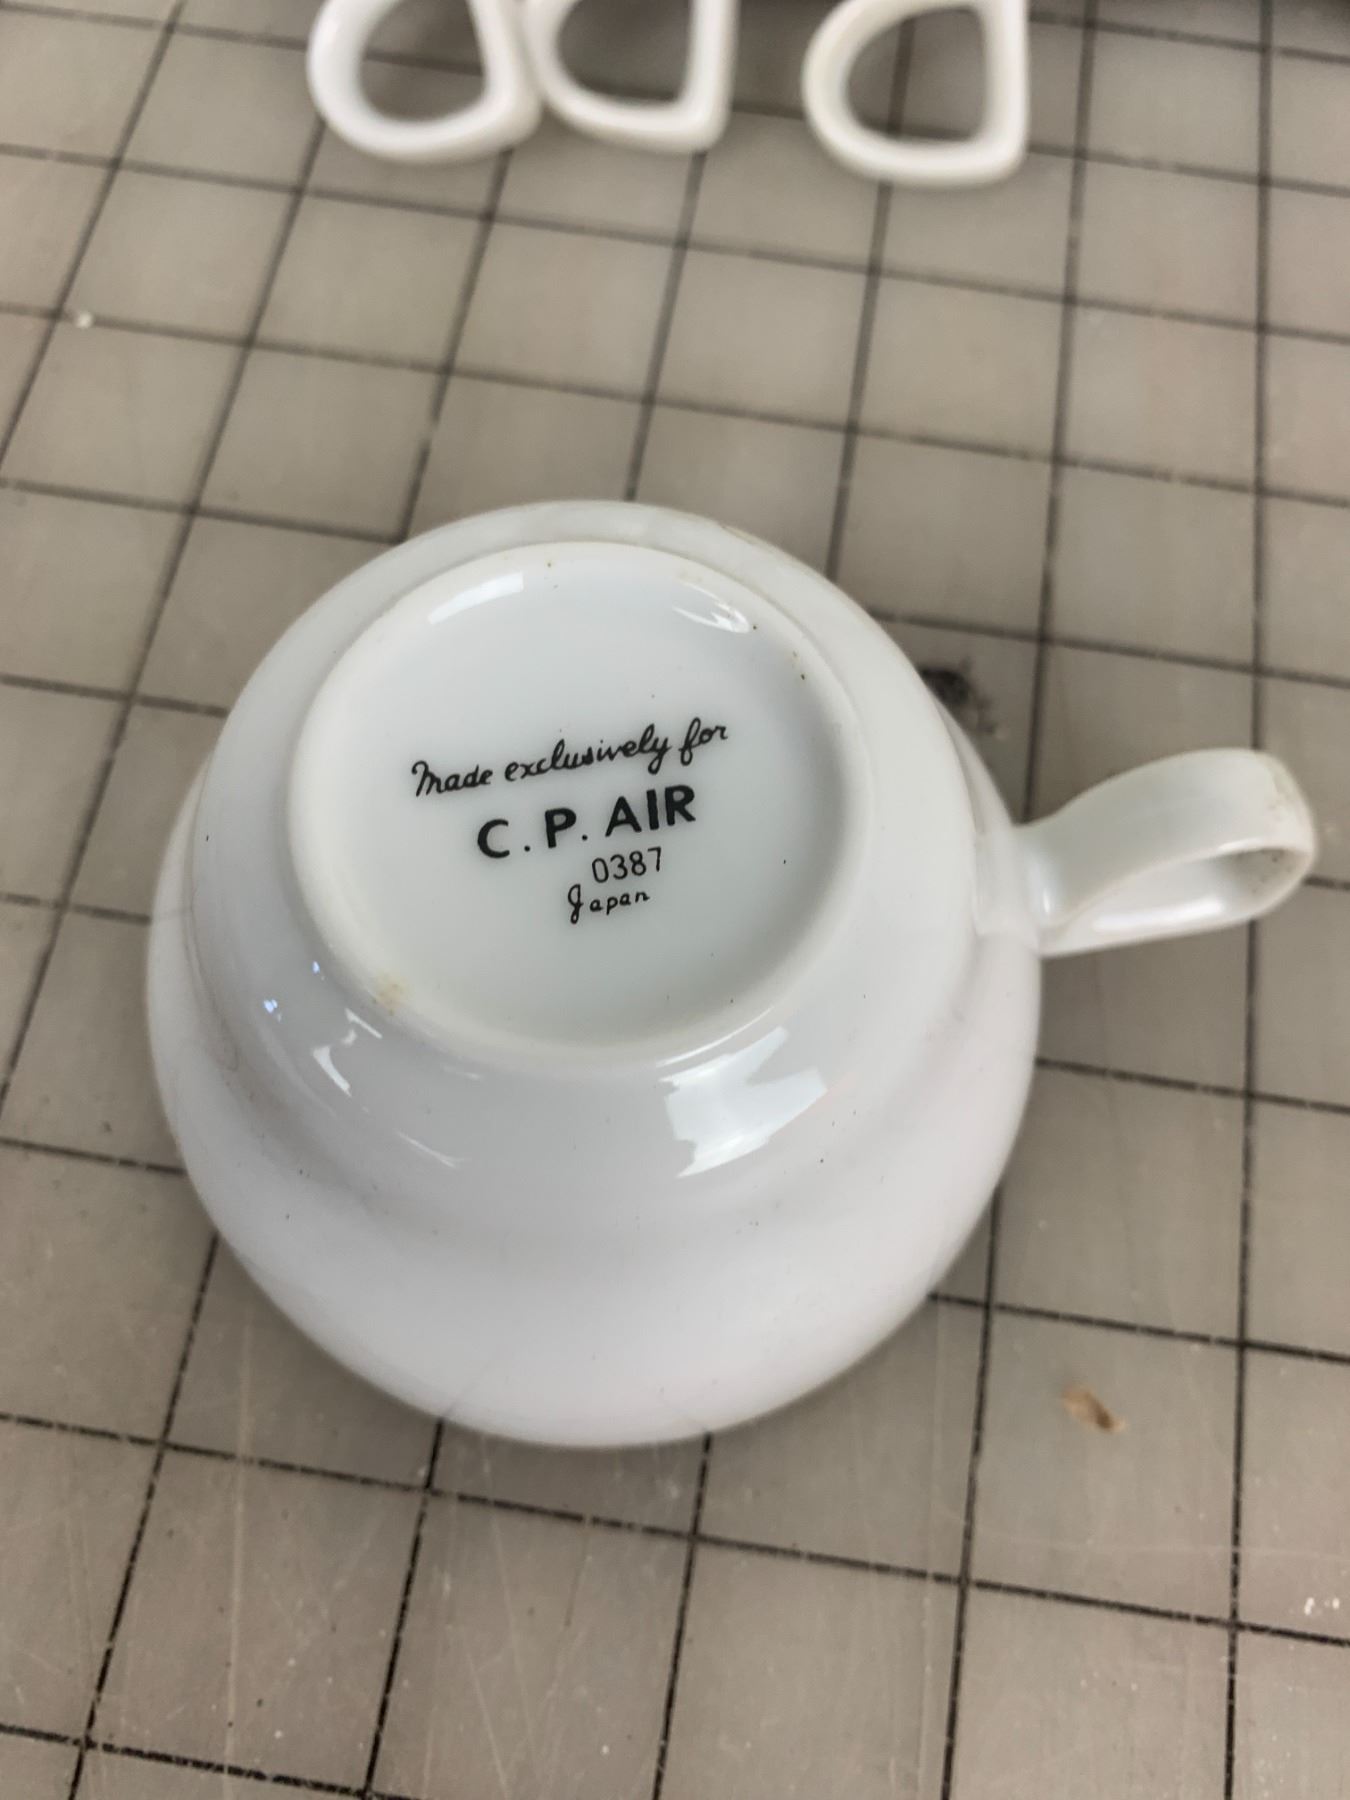 Made exclusively for
C. P. AIR
0387
Japan